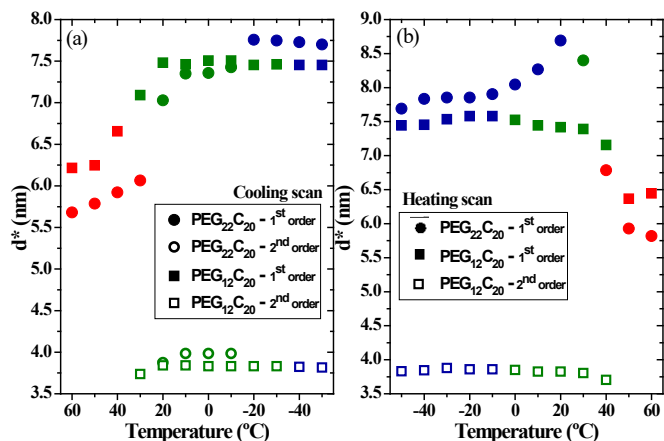 (a)
8.0
7.5
7.0
6.5
6.0
5.5
5.0
4.5
4.0
3.5
d* (nm)
Cooling scan
PEG₂₂C₂₀ - 1ˢᵗ order
PEG₂₂C₂₀ - 2ⁿᵈ order
PEG₁₂C₂₀ - 1ˢᵗ order
PEG₁₂C₂₀ - 2ⁿᵈ order
60 40 20 0 -20 -40
Temperature (ºC)
(b)
9.0
8.5
8.0
7.5
7.0
6.5
6.0
5.5
5.0
4.5
4.0
3.5
d* (nm)
Heating scan
PEG₂₂C₂₀ - 1ˢᵗ order
PEG₁₂C₂₀ - 1ˢᵗ order
PEG₁₂C₂₀ - 2ⁿᵈ order
-40 -20 0 20 40 60
Temperature (ºC)